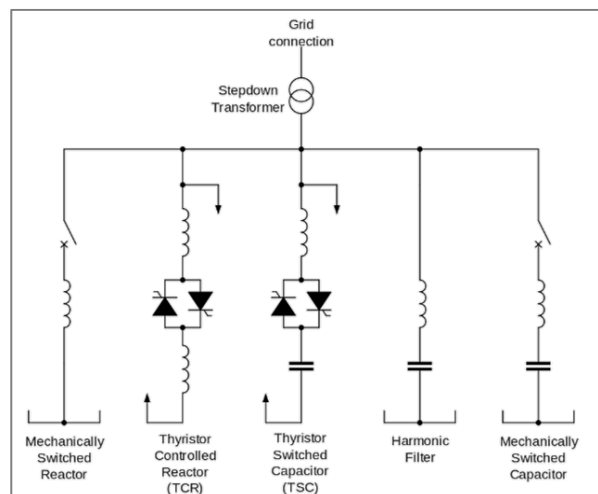 Grid
connection
Stepdown
Transformer
Mechanically
Switched
Reactor
Thyristor
Controlled
Reactor
(TCR)
Thyristor
Switched
Capacitor
(TSC)
Harmonic
Filter
Mechanically
Switched
Capacitor